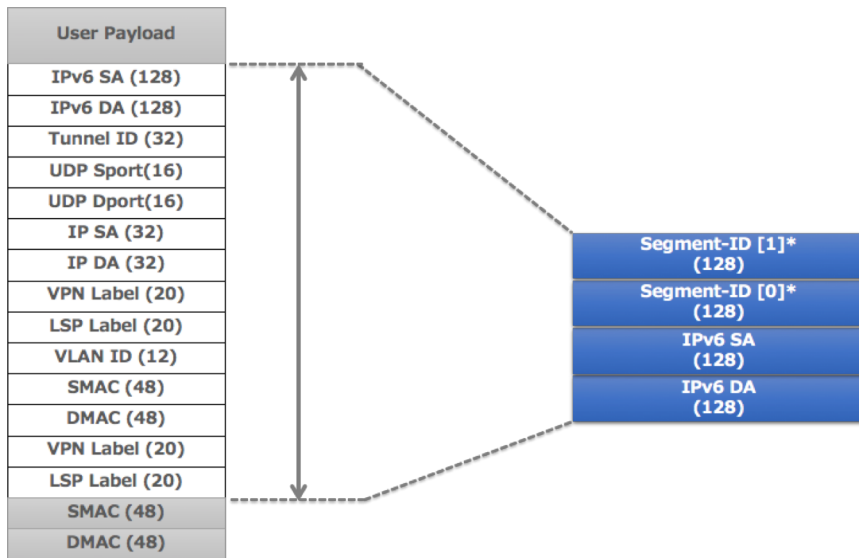 User Payload
IPv6 SA (128)
IPv6 DA (128)
Tunnel ID (32)
UDP Sport(16)
UDP Dport(16)
IP SA (32)
IP DA (32)
VPN Label (20)
LSP Label (20)
VLAN ID (12)
SMAC (48)
DMAC (48)
VPN Label (20)
LSP Label (20)
SMAC (48)
DMAC (48)
Segment-ID [1]*
(128)
Segment-ID [0]*
(128)
IPv6 SA
(128)
IPv6 DA
(128)